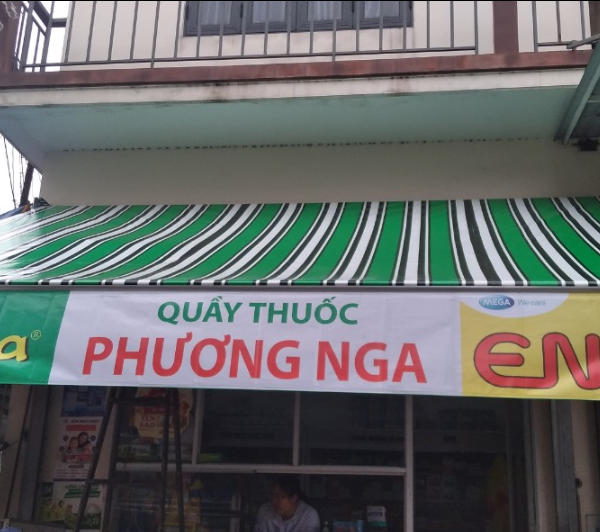 QUẦY THUỐC
PHƯƠNG NGA
a®
MEGA We care
EN